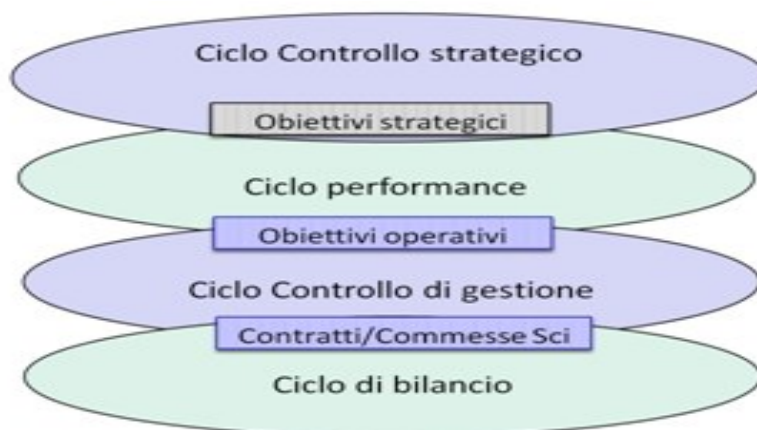 Ciclo Controllo strategico
Obiettivi strategici
Ciclo performance
Obiettivi operativi
Ciclo Controllo di gestione
Contratti/Commesse Sci
Ciclo di bilancio